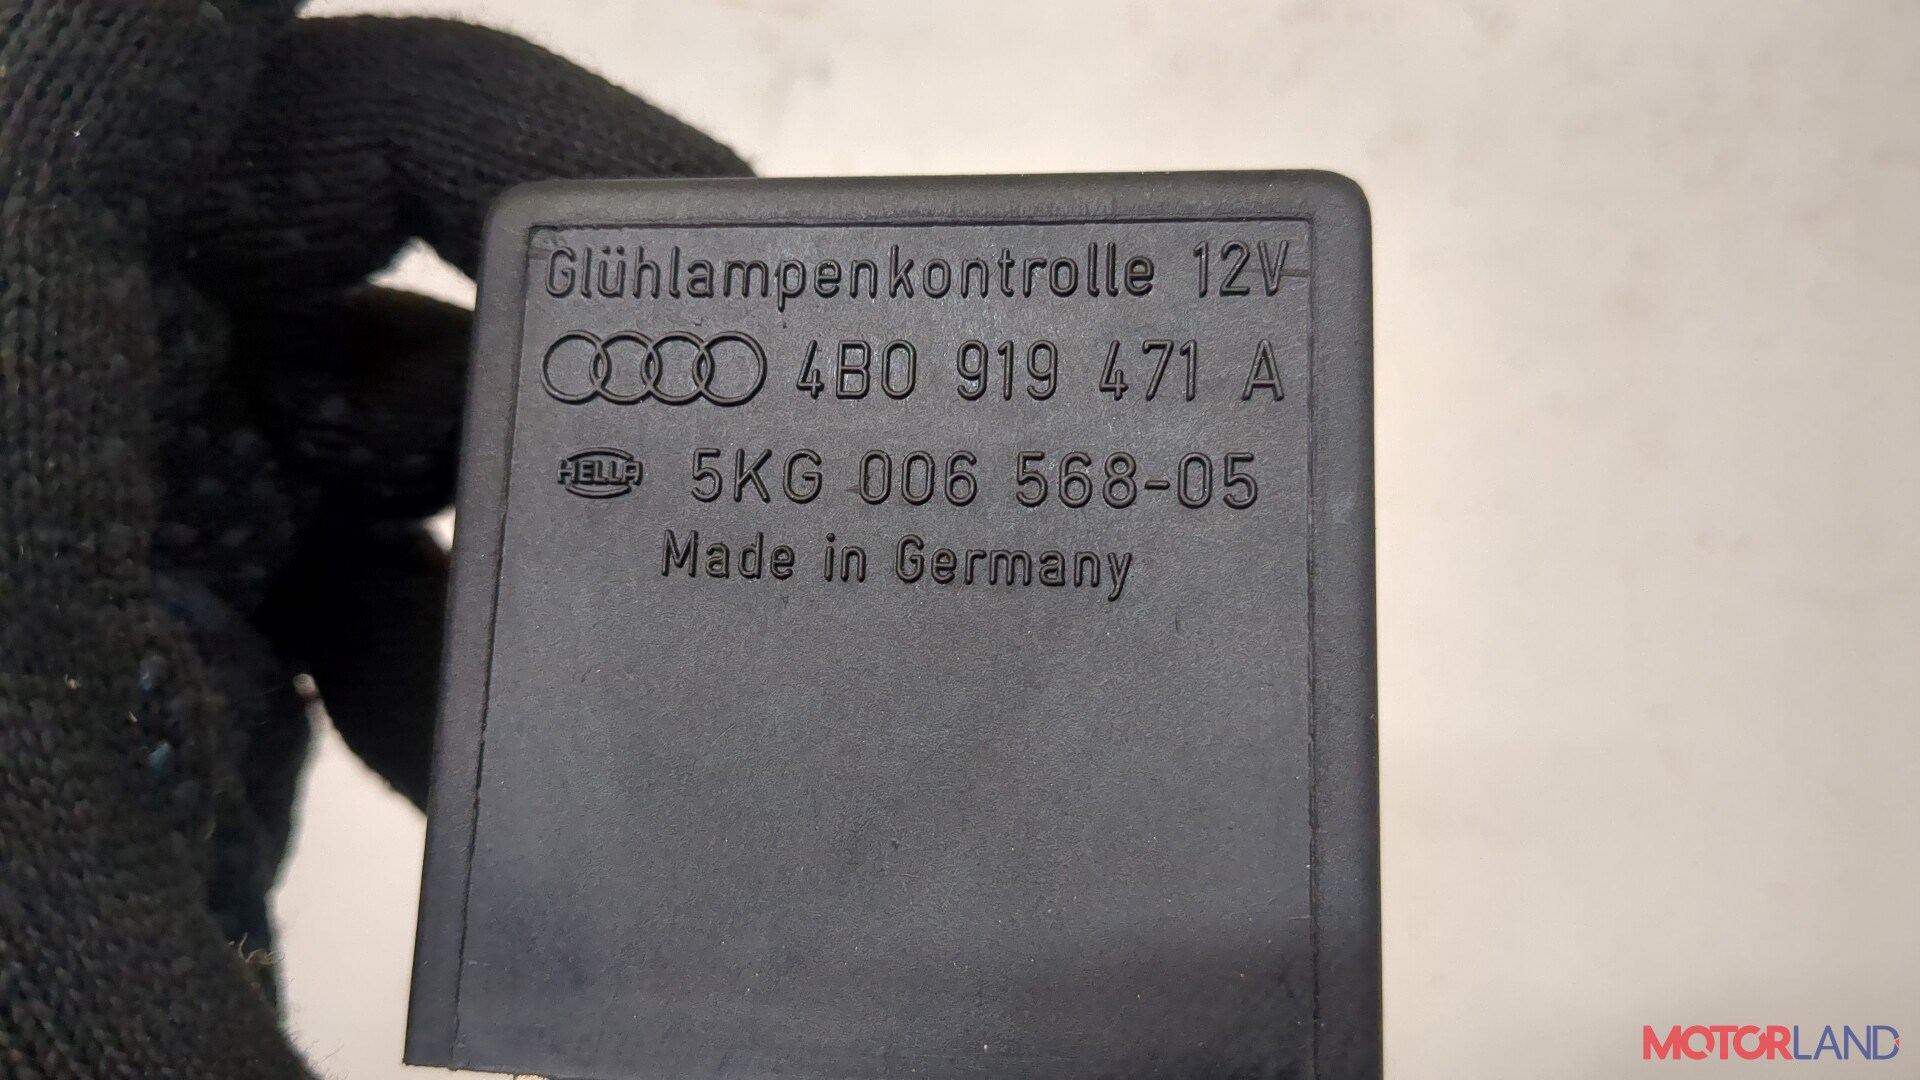 Glühlampenkontrolle 12V
4B0 919 471 A
HELLA 5KG 006 568-05
Made in Germany
MOTORLAND